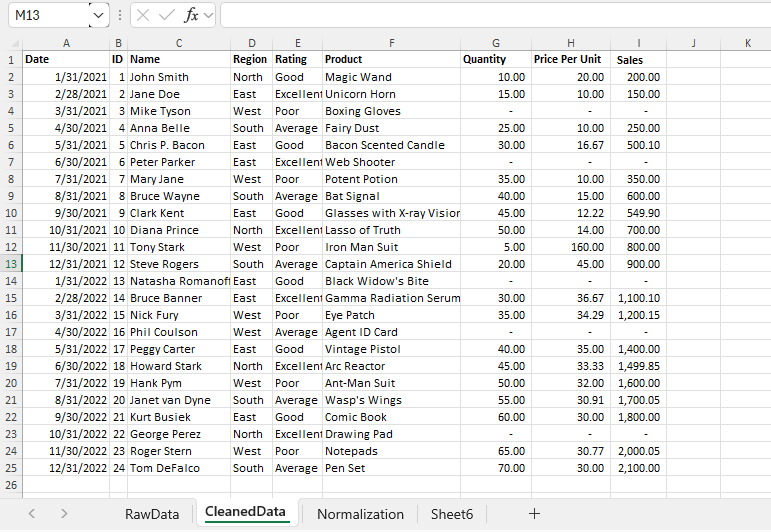 M13 fx
A B C D E F G H I J K
1 Date ID Name Region Rating Product Quantity Price Per Unit Sales
2 1/31/2021 1 John Smith North Good Magic Wand 10.00 20.00 200.00
3 2/28/2021 2 Jane Doe East Excellent Unicorn Horn 15.00 10.00 150.00
4 3/31/2021 3 Mike Tyson West Poor Boxing Gloves - - -
5 4/30/2021 4 Anna Belle South Average Fairy Dust 25.00 10.00 250.00
6 5/31/2021 5 Chris P. Bacon East Good Bacon Scented Candle 30.00 16.67 500.10
7 6/30/2021 6 Peter Parker East Excellent Web Shooter - - -
8 7/31/2021 7 Mary Jane West Poor Potent Potion 35.00 10.00 350.00
9 8/31/2021 8 Bruce Wayne South Average Bat Signal 40.00 15.00 600.00
10 9/30/2021 9 Clark Kent East Good Glasses with X-ray Vision 45.00 12.22 549.90
11 10/31/2021 10 Diana Prince North Excellent Lasso of Truth 50.00 14.00 700.00
12 11/30/2021 11 Tony Stark West Poor Iron Man Suit 5.00 160.00 800.00
13 12/31/2021 12 Steve Rogers South Average Captain America Shield 20.00 45.00 900.00
14 1/31/2022 13 Natasha Romanoff East Good Black Widow's Bite - - -
15 2/28/2022 14 Bruce Banner East Excellent Gamma Radiation Serum 30.00 36.67 1,100.10
16 3/31/2022 15 Nick Fury West Poor Eye Patch 35.00 34.29 1,200.15
17 4/30/2022 16 Phil Coulson West Average Agent ID Card - - -
18 5/31/2022 17 Peggy Carter East Good Vintage Pistol 40.00 35.00 1,400.00
19 6/30/2022 18 Howard Stark North Excellent Arc Reactor 45.00 33.33 1,499.85
20 7/31/2022 19 Hank Pym West Poor Ant-Man Suit 50.00 32.00 1,600.00
21 8/31/2022 20 Janet van Dyne South Average Wasp's Wings 55.00 30.91 1,700.05
22 9/30/2022 21 Kurt Busiek East Good Comic Book 60.00 30.00 1,800.00
23 10/31/2022 22 George Perez North Excellent Drawing Pad - - -
24 11/30/2022 23 Roger Stern West Poor Notepads 65.00 30.77 2,000.05
25 12/31/2022 24 Tom DeFalco South Average Pen Set 70.00 30.00 2,100.00
26
RawData CleanedData Normalization Sheet6